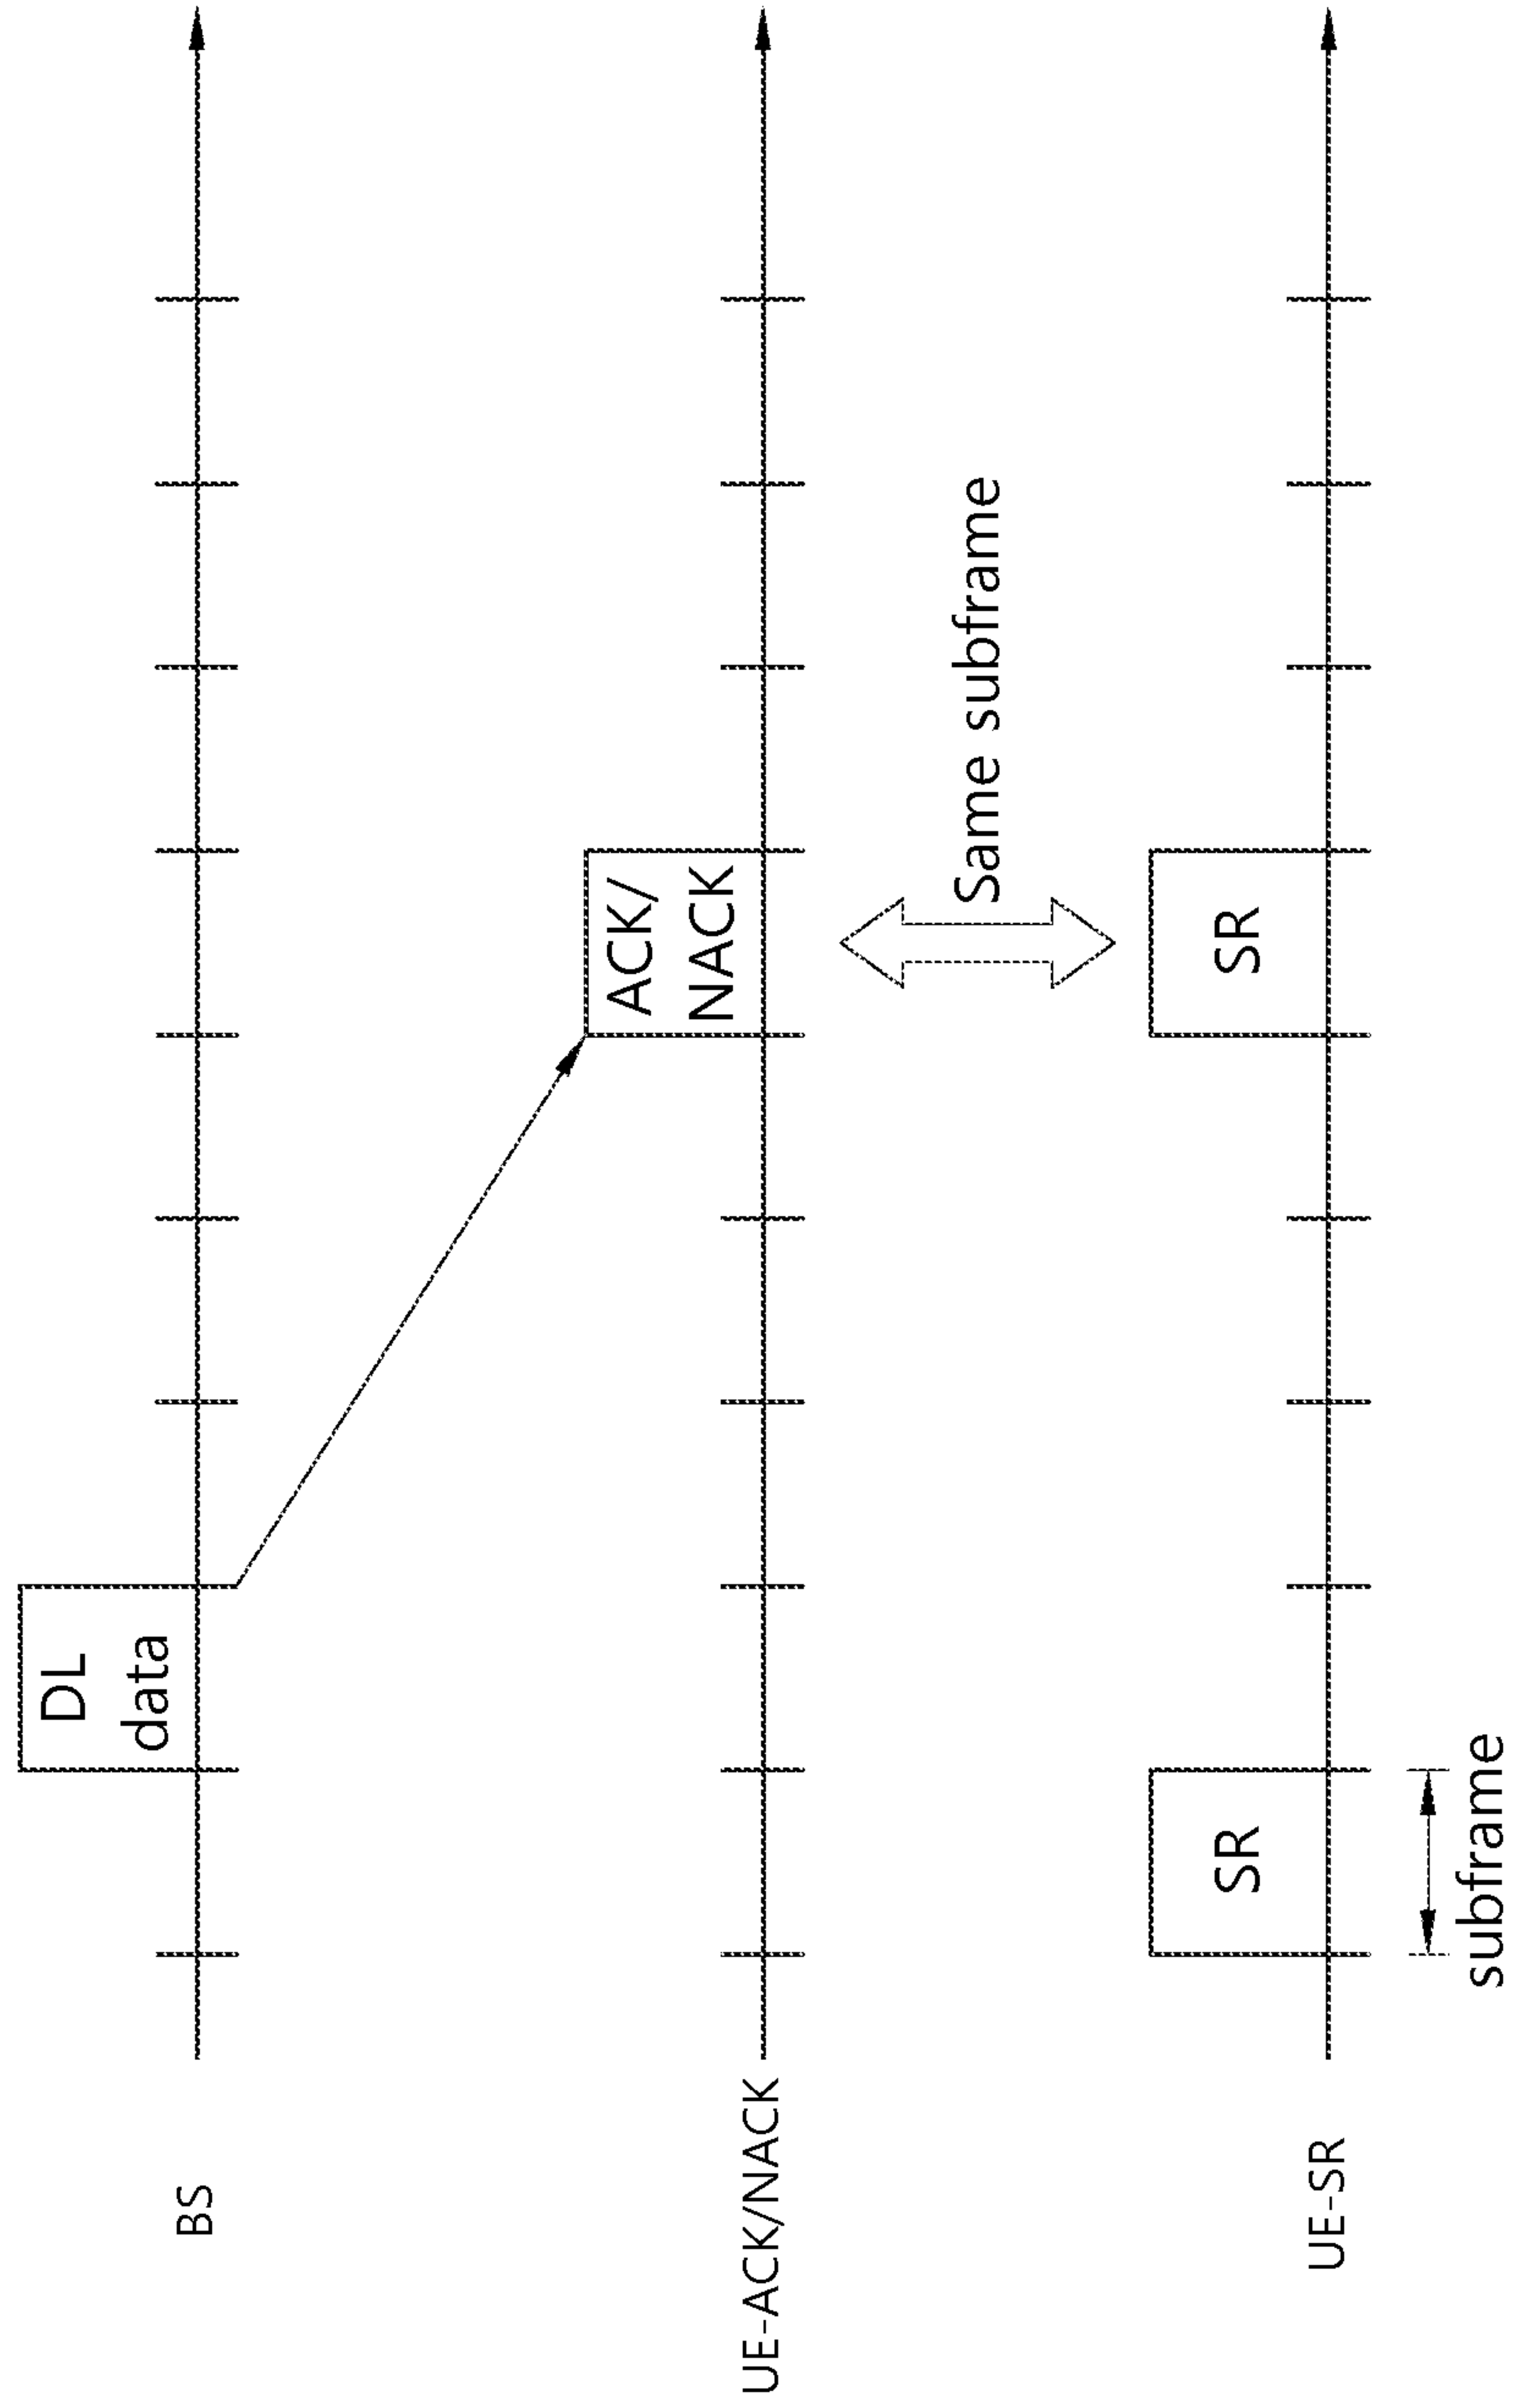 BS
DL
data
UE-ACK/NACK
ACK/
NACK
Same subframe
UE-SR
SR
SR
subframe